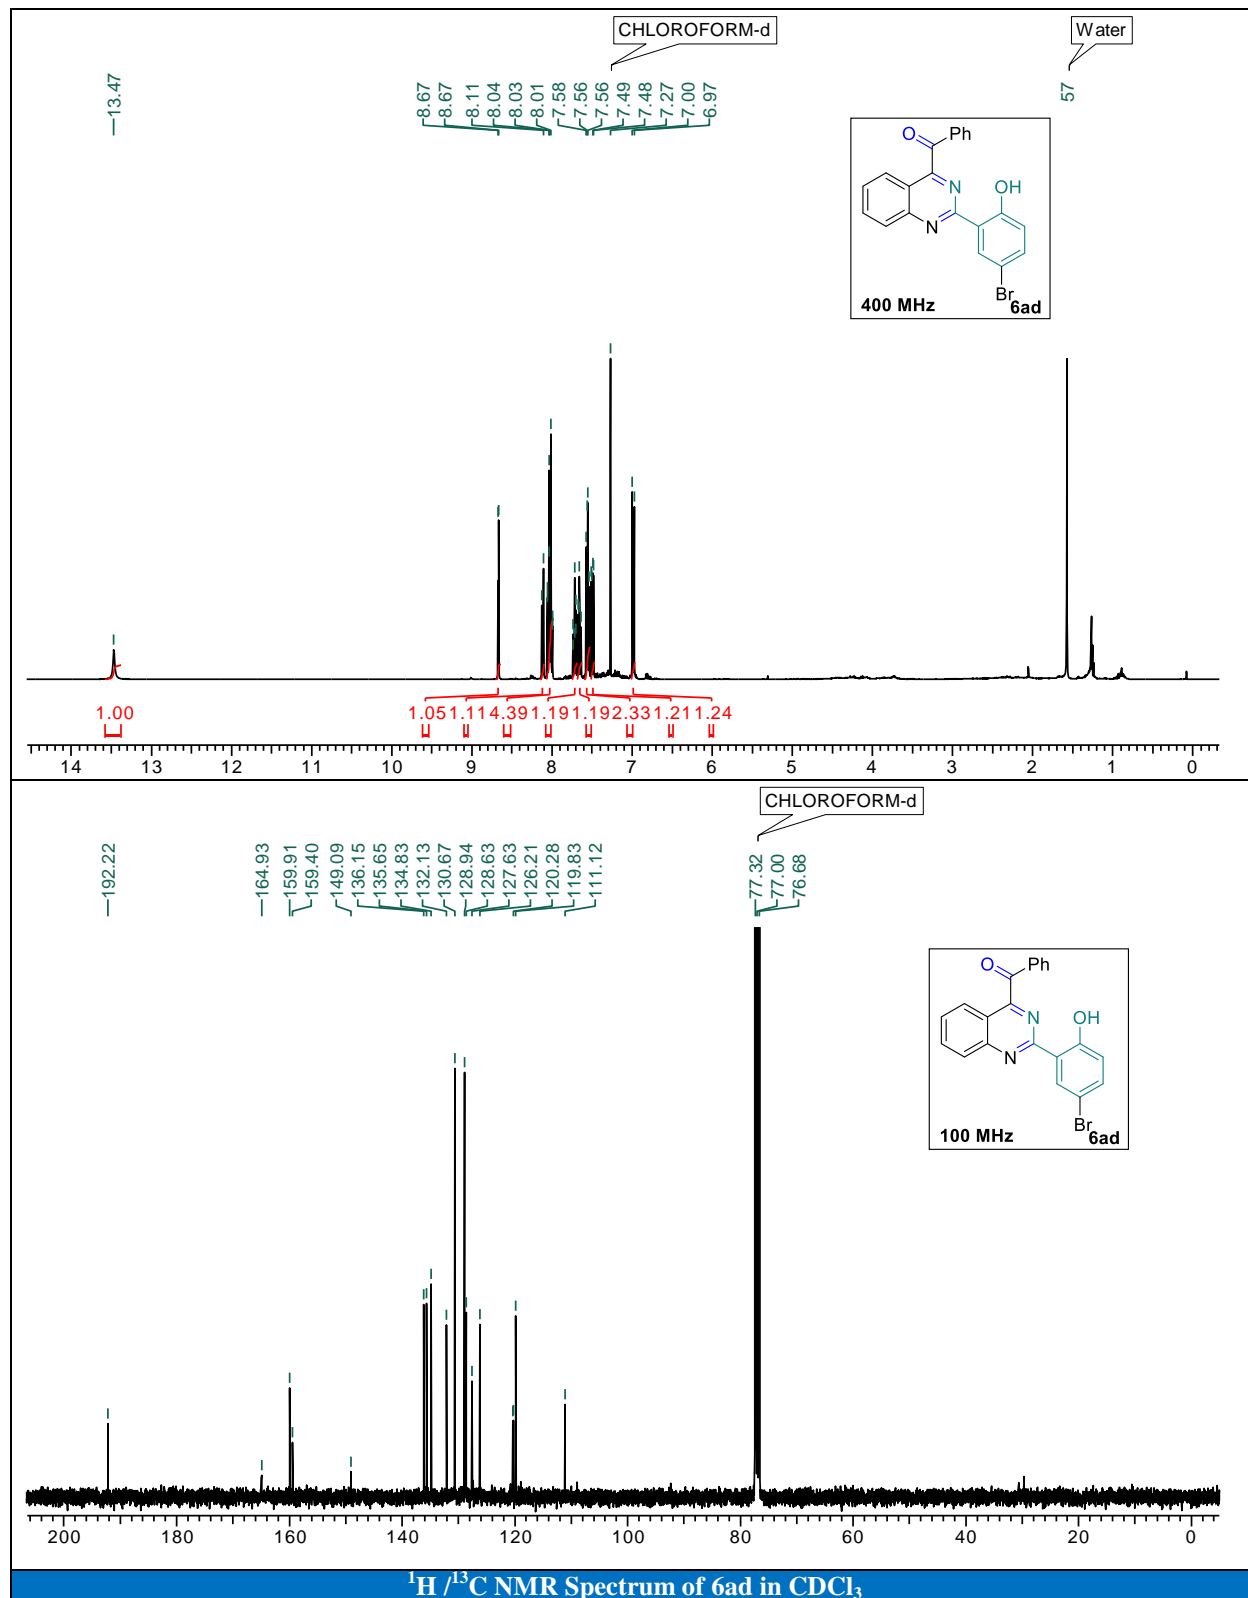 CHLOROFORM-d
Water
13.47
8.67
8.67
8.11
8.04
8.03
8.01
7.58
7.56
7.56
7.49
7.48
7.27
7.00
6.97
57
O
Ph
N
OH
N
Br
400 MHz
6ad
1.00
1.05
1.11
4.39
1.19
1.19
2.33
1.21
1.24
14 13 12 11 10 9 8 7 6 5 4 3 2 1 0
CHLOROFORM-d
192.22
164.93
159.91
159.40
149.09
136.15
135.65
134.83
132.13
130.67
128.94
128.63
127.63
126.21
120.28
119.83
111.12
77.32
77.00
76.68
O
Ph
N
OH
N
Br
100 MHz
6ad
200 180 160 140 120 100 80 60 40 20 0
¹H /¹³C NMR Spectrum of 6ad in CDCl₃